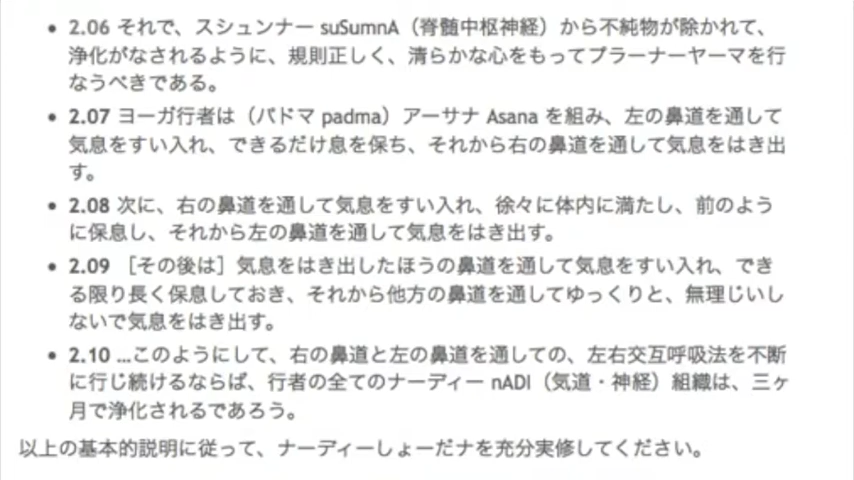 • 2.06 それで、スシュンナー suSumnA（脊髄中枢神経）から不純物が除かれて、
浄化がなされるように、規則正しく、清らかな心をもってプラーナーヤーマを行
なうべきである。
• 2.07 ヨーガ行者は（パドマ padma）アーサナ Asana を組み、左の鼻道を通して
気息をすい入れ、できるだけ息を保ち、それから右の鼻道を通して気息をはき出
す。
• 2.08 次に、右の鼻道を通して気息をすい入れ、徐々に体内に満たし、前のよう
に保息し、それから左の鼻道を通して気息をはき出す。
• 2.09 ［その後は］気息をはき出したほうの鼻道を通して気息をすい入れ、でき
る限り長く保息しておき、それから他方の鼻道を通してゆっくりと、無理じいし
ないで気息をはき出す。
• 2.10 ...このようにして、右の鼻道と左の鼻道を通しての、左右交互呼吸法を不断
に行じ続けるならば、行者の全てのナーディー nADI（気道・神経）組織は、三ヶ
月で浄化されるであろう。
以上の基本的説明に従って、ナーディーしょーだナを充分実修してください。